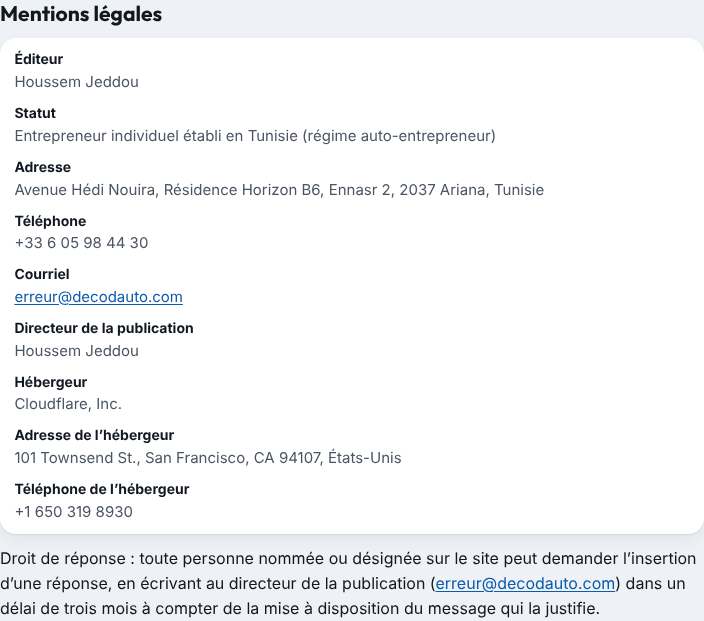 Mentions légales
Éditeur
Houssem Jeddou
Statut
Entrepreneur individuel établi en Tunisie (régime auto-entrepreneur)
Adresse
Avenue Hédi Nouira, Résidence Horizon B6, Ennasr 2, 2037 Ariana, Tunisie
Téléphone
+33 6 05 98 44 30
Courriel
erreur@decodauto.com
Directeur de la publication
Houssem Jeddou
Hébergeur
Cloudflare, Inc.
Adresse de l’hébergeur
101 Townsend St., San Francisco, CA 94107, États-Unis
Téléphone de l’hébergeur
+1 650 319 8930
Droit de réponse : toute personne nommée ou désignée sur le site peut demander l’insertion
d’une réponse, en écrivant au directeur de la publication (erreur@decodauto.com) dans un
délai de trois mois à compter de la mise à disposition du message qui la justifie.